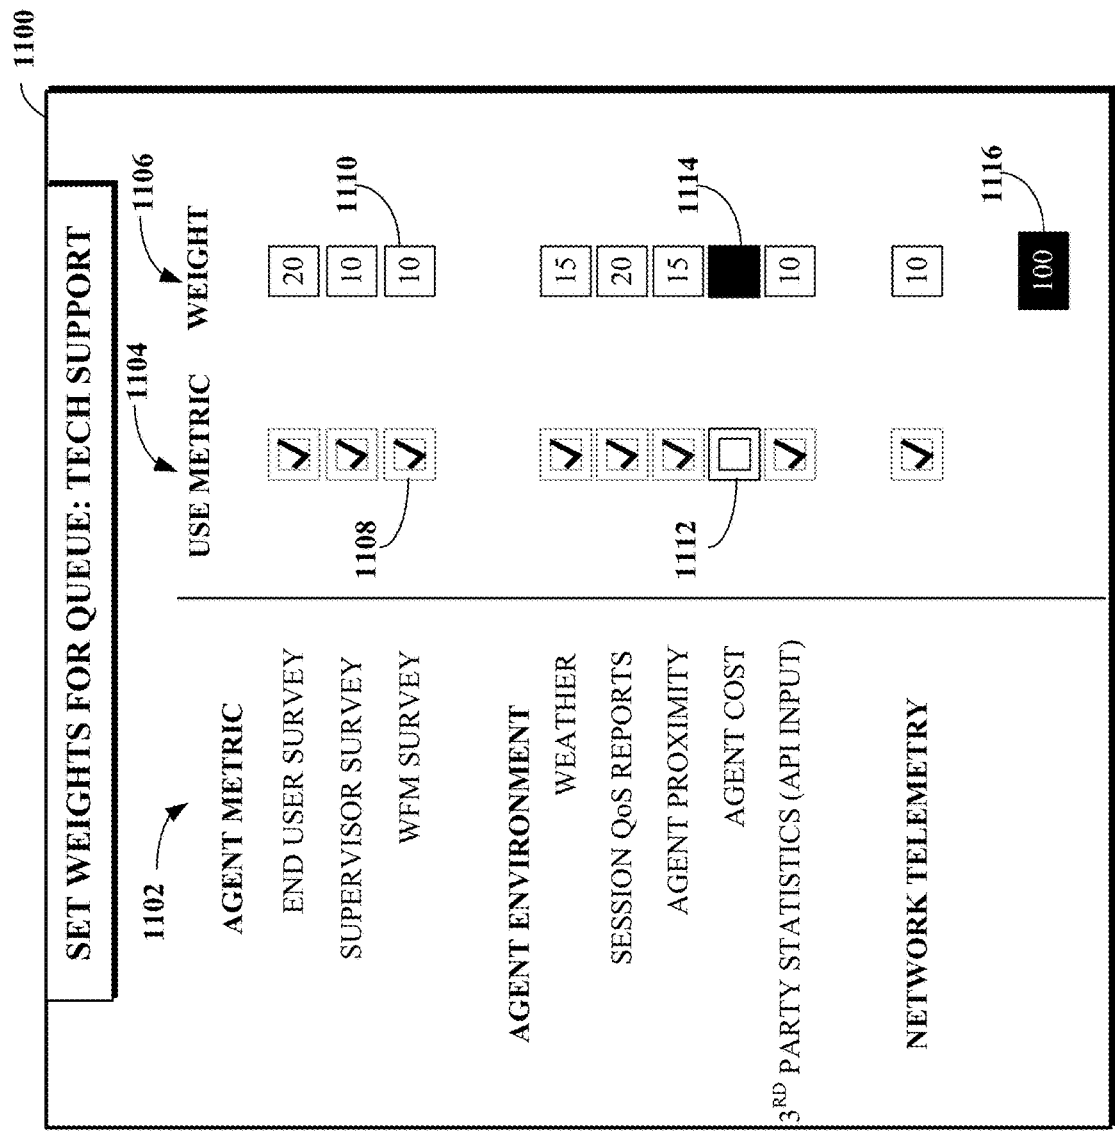 1100
SET WEIGHTS FOR QUEUE: TECH SUPPORT
1102
1104
1106
AGENT METRIC USE METRIC WEIGHT
END USER SURVEY 20
SUPERVISOR SURVEY 10
WFM SURVEY 10
1108
1110
AGENT ENVIRONMENT
WEATHER 15
SESSION QoS REPORTS 20
AGENT PROXIMITY 15
AGENT COST
1112
1114
3RD PARTY STATISTICS (API INPUT) 10
NETWORK TELEMETRY 10
100
1116